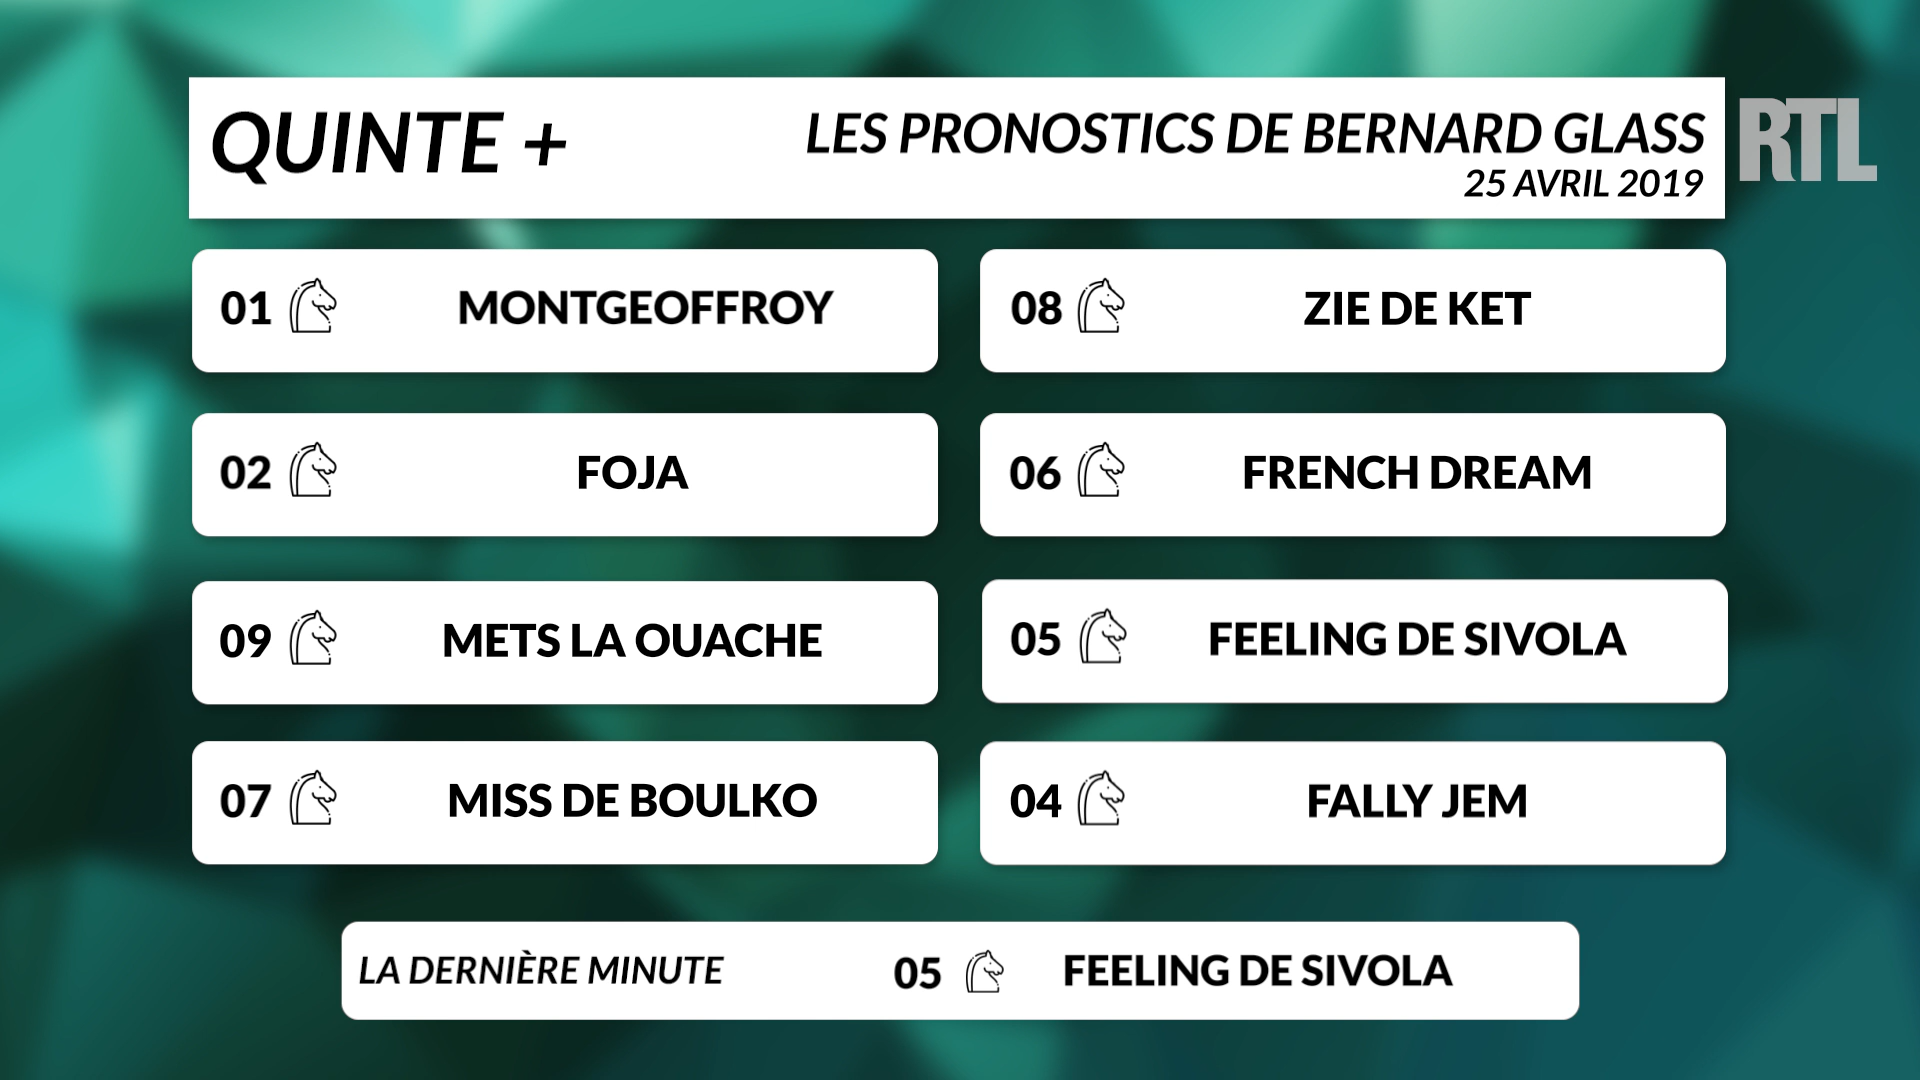 QUINTE +
LES PRONOSTICS DE BERNARD GLASS
25 AVRIL 2019
RTL
01 MONTGEOFFROY
02 FOJA
09 METS LA OUACHE
07 MISS DE BOULKO
08 ZIE DE KET
06 FRENCH DREAM
05 FEELING DE SIVOLA
04 FALLY JEM
LA DERNIÈRE MINUTE 05 FEELING DE SIVOLA